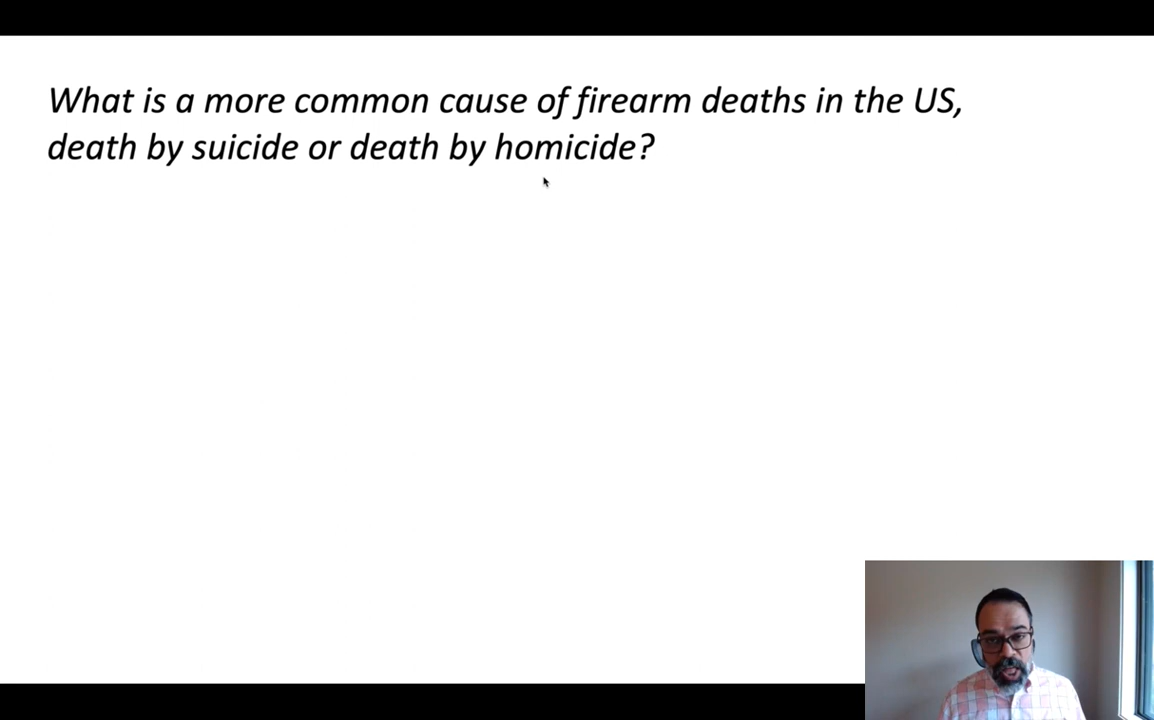 What is a more common cause of firearm deaths in the US,
death by suicide or death by homicide?